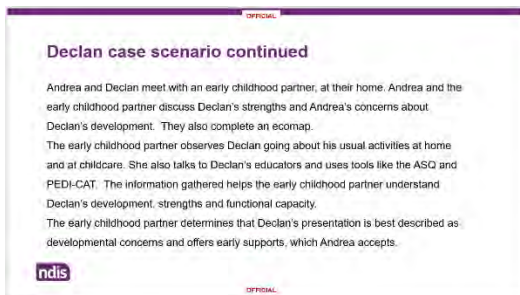 OFFICIAL
Declan case scenario continued
Andrea and Declan meet with an early childhood partner, at their home. Andrea and the
early childhood partner discuss Declan's strengths and Andrea's concerns about
Declan's development. They also complete an ecomap.
The early childhood partner observes Declan going about his usual activities at home
and at childcare. She also talks to Declan's educators and uses tools like the ASQ and
PEDI-CAT. The information gathered helps the early childhood partner understand
Declan's development, strengths and functional capacity.
The early childhood partner determines that Declan's presentation is best described as
developmental concerns and offers early supports, which Andrea accepts.
ndis
OFFICIAL